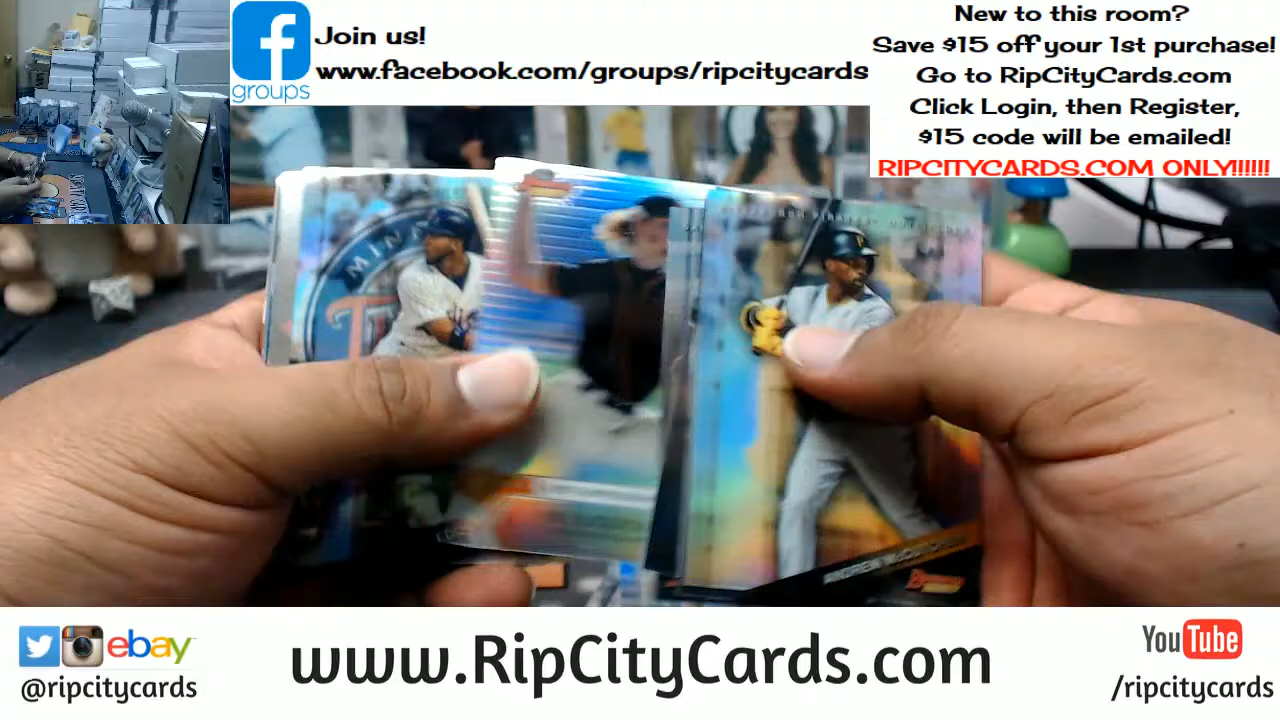 Join us!
www.facebook.com/groups/ripcitycards
groups
New to this room?
Save $15 off your 1st purchase!
Go to RipCityCards.com
Click Login, then Register,
$15 code will be emailed!
RIPCITYCARDS.COM ONLY!!!!!!
MINN
ebay
@ripcitycards
www.RipCityCards.com
YouTube
/ripcitycards